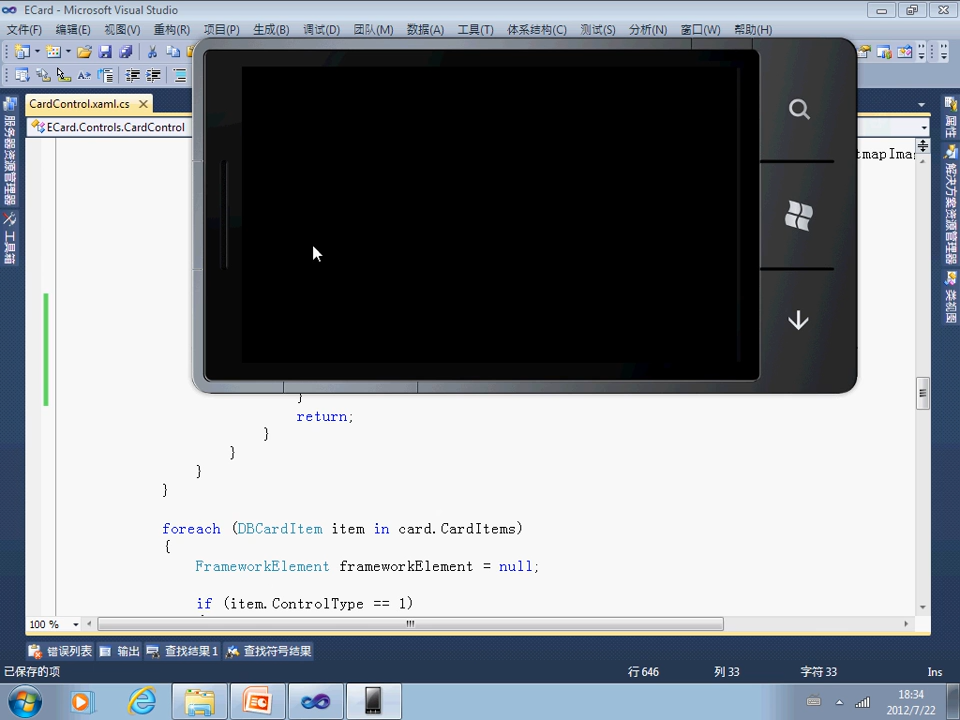 ECard - Microsoft Visual Studio
文件(F) 编辑(E) 视图(V) 重构(R) 项目(P) 生成(B) 调试(D) 团队(M) 数据(A) 工具(T) 体系结构(C) 测试(S) 分析(N) 窗口(W) 帮助(H)
CardControl.xaml.cs
ECard.Controls.CardControl
服务器资源管理器
工具箱
属性
解决方案资源管理器
类视图
tmapIma
}
return;
}
}
}
}
foreach (DBCardItem item in card.CardItems)
{
FrameworkElement frameworkElement = null;
if (item.ControlType == 1)
100 %
错误列表 输出 查找结果 1 查找符号结果
已保存的项 行 646 列 33 字符 33 Ins
18:34
2012/7/22